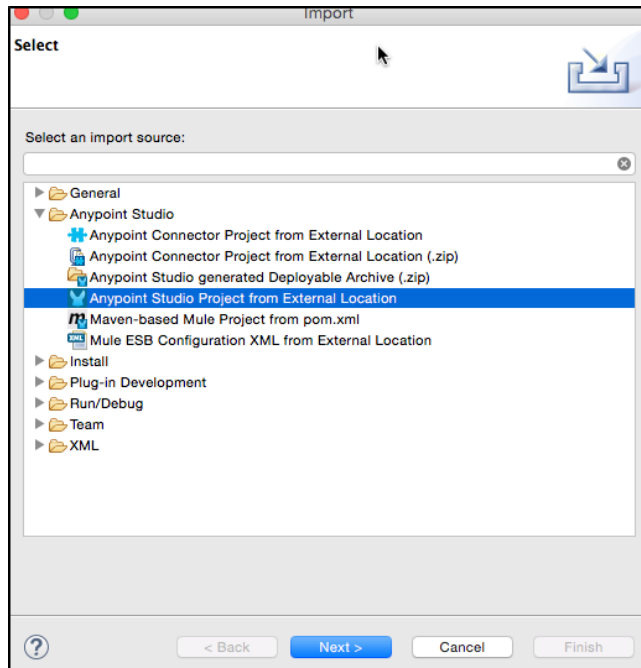 Import
Select
Select an import source:
General
Anypoint Studio
Anypoint Connector Project from External Location
Anypoint Connector Project from External Location (.zip)
Anypoint Studio generated Deployable Archive (.zip)
Anypoint Studio Project from External Location
m Maven-based Mule Project from pom.xml
XML Mule ESB Configuration XML from External Location
Install
Plug-in Development
Run/Debug
Team
XML
? < Back Next > Cancel Finish